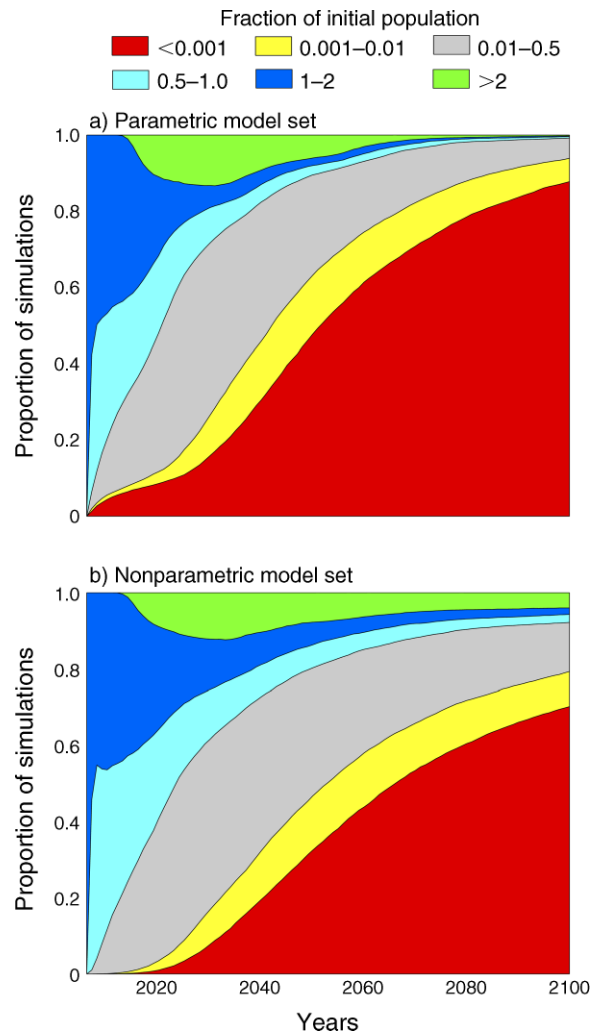 Fraction of initial population
<0.001 0.001–0.01 0.01–0.5
0.5–1.0 1–2 >2
a) Parametric model set
1.0
0.8
0.6
0.4
0.2
0
Proportion of simulations
b) Nonparametric model set
1.0
0.8
0.6
0.4
0.2
0
Proportion of simulations
2020 2040 2060 2080 2100
Years